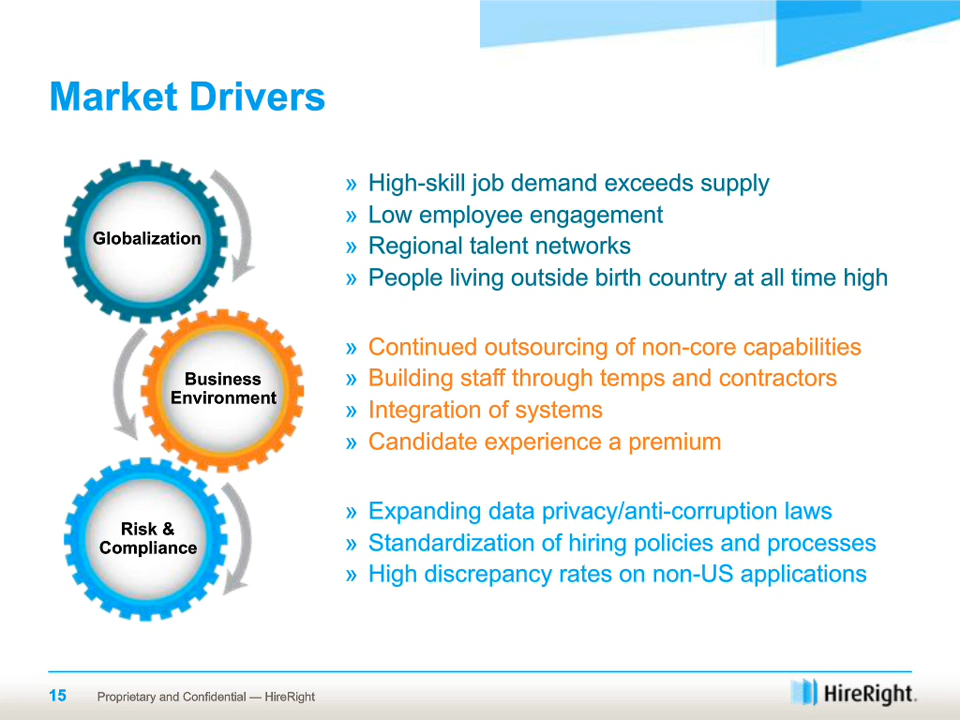 Market Drivers
Globalization
» High-skill job demand exceeds supply
» Low employee engagement
» Regional talent networks
» People living outside birth country at all time high
Business
Environment
» Continued outsourcing of non-core capabilities
» Building staff through temps and contractors
» Integration of systems
» Candidate experience a premium
Risk &
Compliance
» Expanding data privacy/anti-corruption laws
» Standardization of hiring policies and processes
» High discrepancy rates on non-US applications
15 Proprietary and Confidential — HireRight
HireRight.